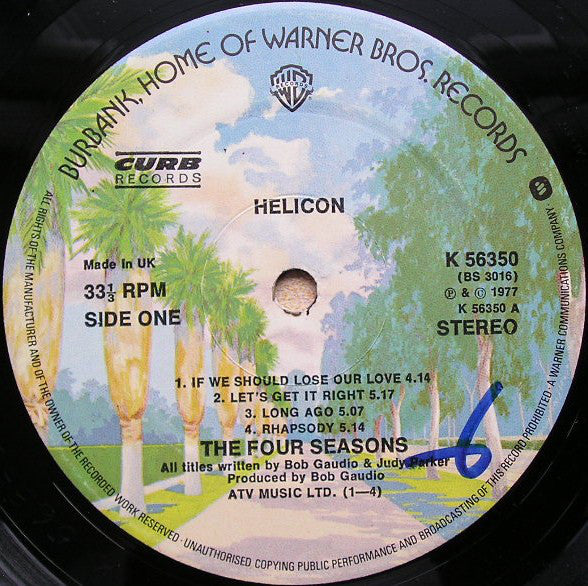 BURBANK, HOME OF WARNER BROS. RECORDS
WB
RECORDS
CURB
RECORDS
HELICON
Made In UK
33⅓ RPM
SIDE ONE
K 56350
(BS 3016)
℗ & © 1977
K 56350 A
STEREO
1. IF WE SHOULD LOSE OUR LOVE 4.14
2. LET'S GET IT RIGHT 5.17
3. LONG AGO 5.07
4. RHAPSODY 5.14
THE FOUR SEASONS
All titles written by Bob Gaudio & Judy Parker
Produced by Bob Gaudio
ATV MUSIC LTD. (1—4)
6
ALL RIGHTS OF THE MANUFACTURER AND OF THE OWNER OF THE RECORDED WORK RESERVED · UNAUTHORISED COPYING PUBLIC PERFORMANCE AND BROADCASTING OF THIS RECORD PROHIBITED · A WARNER COMMUNICATIONS COMPANY